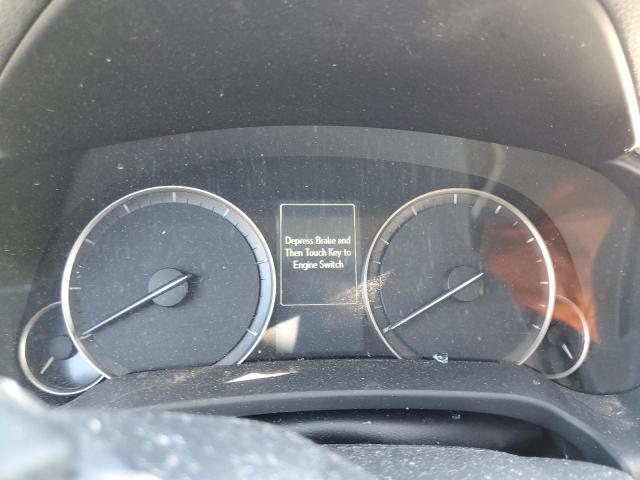 Depress Brake and
Then Touch Key to
Engine Switch